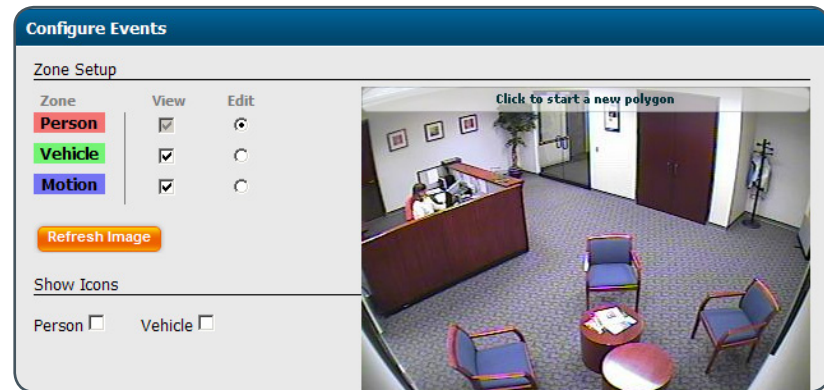 Configure Events
Zone Setup
Zone View Edit
Person
Vehicle
Motion
Refresh Image
Show Icons
Person Vehicle
Click to start a new polygon